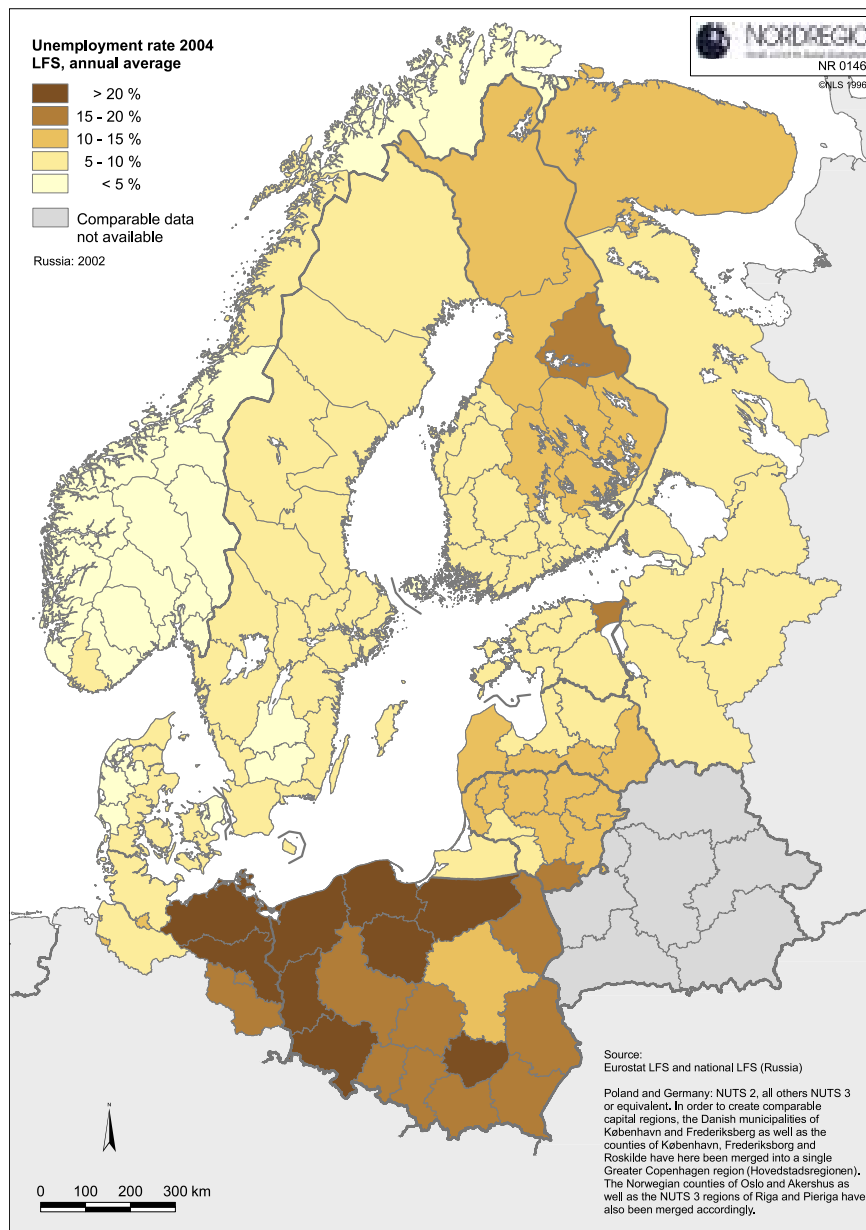 Unemployment rate 2004
LFS, annual average
> 20 %
15 - 20 %
10 - 15 %
5 - 10 %
< 5 %
Comparable data
not available
Russia: 2002
NORDREGIO
NR 0146
©NLS 1996
Source:
Eurostat LFS and national LFS (Russia)
Poland and Germany: NUTS 2, all others NUTS 3
or equivalent. In order to create comparable
capital regions, the Danish municipalities of
København and Frederiksberg as well as the
counties of København, Frederiksborg and
Roskilde have here been merged into a single
Greater Copenhagen region (Hovedstadsregionen).
The Norwegian counties of Oslo and Akershus as
well as the NUTS 3 regions of Riga and Pieriga have
also been merged accordingly.
N
0 100 200 300 km